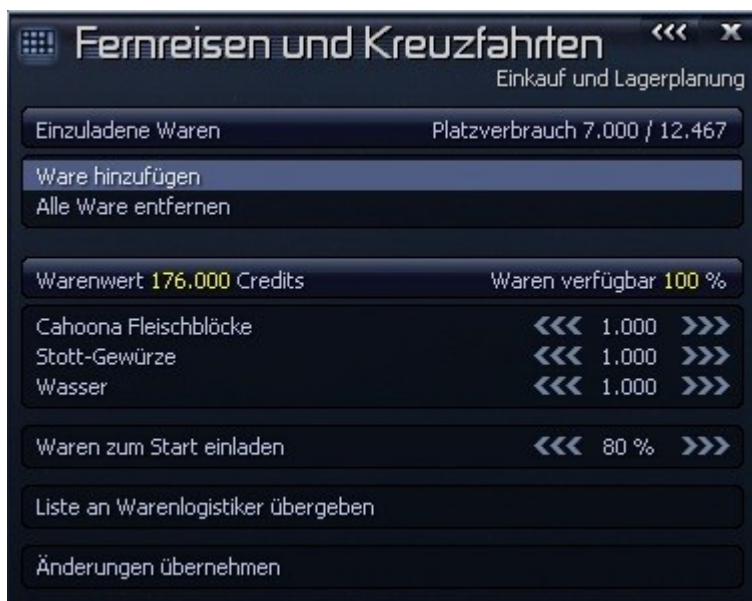 Fernreisen und Kreuzfahrten <<< x
Einkauf und Lagerplanung
Einzuladene Waren Platzverbrauch 7.000 / 12.467
Ware hinzufügen
Alle Ware entfernen
Warenwert 176.000 Credits Waren verfügbar 100 %
Cahoona Fleischblöcke <<< 1.000 >>>
Stott-Gewürze <<< 1.000 >>>
Wasser <<< 1.000 >>>
Waren zum Start einladen <<< 80 % >>>
Liste an Warenlogistiker übergeben
Änderungen übernehmen